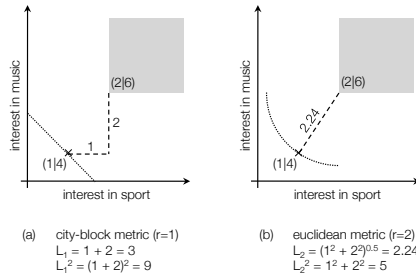 interest in music
(2|6)
2
1
(1|4)
interest in sport
(a) city-block metric (r=1)
L₁ = 1 + 2 = 3
L₁² = (1 + 2)² = 9
interest in music
(2|6)
2.24
(1|4)
interest in sport
(b) euclidean metric (r=2)
L₂ = (1² + 2²)⁰·⁵ = 2.24
L₂² = 1² + 2² = 5